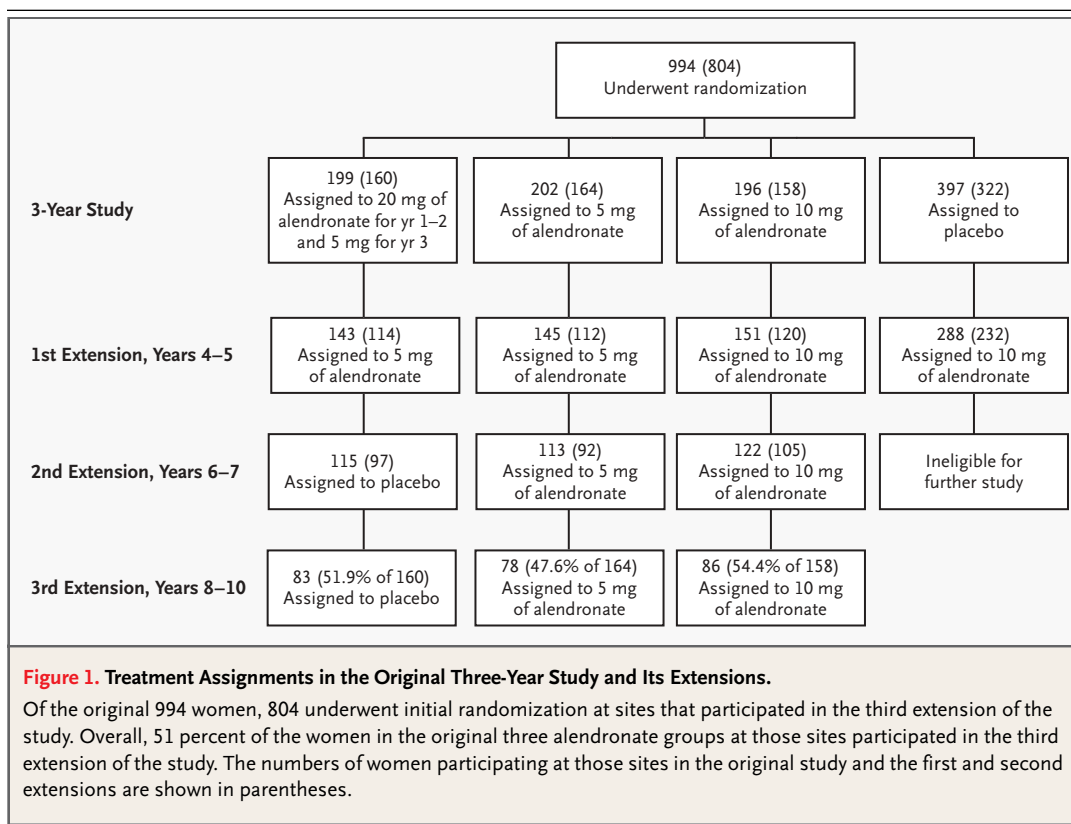 994 (804)
Underwent randomization
3-Year Study
199 (160)
Assigned to 20 mg of
alendronate for yr 1–2
and 5 mg for yr 3
202 (164)
Assigned to 5 mg
of alendronate
196 (158)
Assigned to 10 mg
of alendronate
397 (322)
Assigned to
placebo
1st Extension, Years 4–5
143 (114)
Assigned to 5 mg
of alendronate
145 (112)
Assigned to 5 mg
of alendronate
151 (120)
Assigned to 10 mg
of alendronate
288 (232)
Assigned to 10 mg
of alendronate
2nd Extension, Years 6–7
115 (97)
Assigned to placebo
113 (92)
Assigned to 5 mg
of alendronate
122 (105)
Assigned to 10 mg
of alendronate
Ineligible for
further study
3rd Extension, Years 8–10
83 (51.9% of 160)
Assigned to placebo
78 (47.6% of 164)
Assigned to 5 mg
of alendronate
86 (54.4% of 158)
Assigned to 10 mg
of alendronate
Figure 1. Treatment Assignments in the Original Three-Year Study and Its Extensions.
Of the original 994 women, 804 underwent initial randomization at sites that participated in the third extension of the
study. Overall, 51 percent of the women in the original three alendronate groups at those sites participated in the third
extension of the study. The numbers of women participating at those sites in the original study and the first and second
extensions are shown in parentheses.